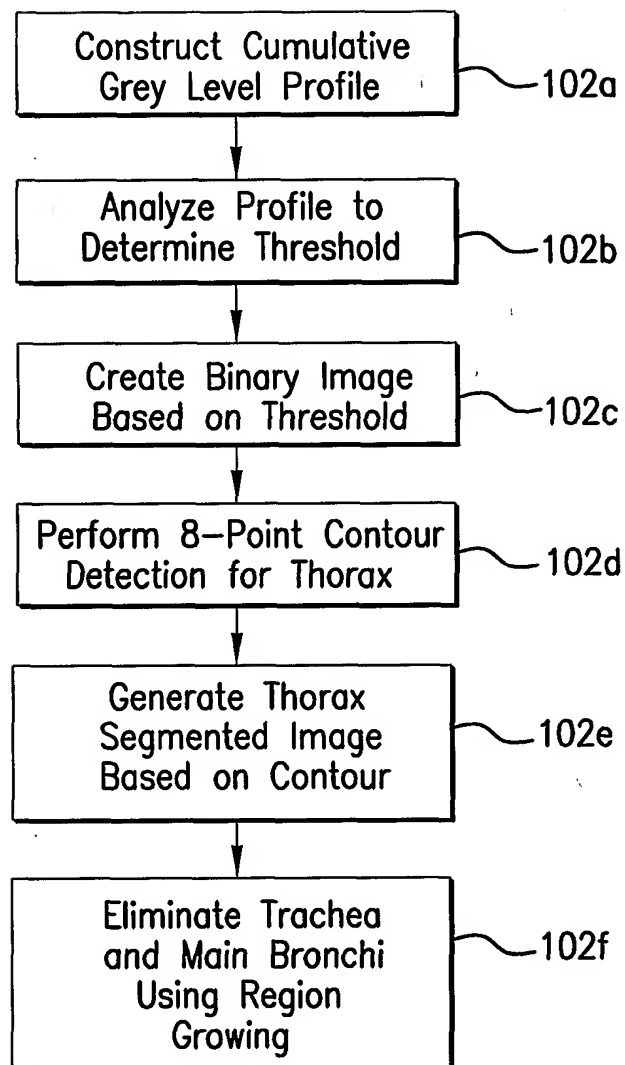 Construct Cumulative
Grey Level Profile
102a
Analyze Profile to
Determine Threshold
102b
Create Binary Image
Based on Threshold
102c
Perform 8–Point Contour
Detection for Thorax
102d
Generate Thorax
Segmented Image
Based on Contour
102e
Eliminate Trachea
and Main Bronchi
Using Region
Growing
102f